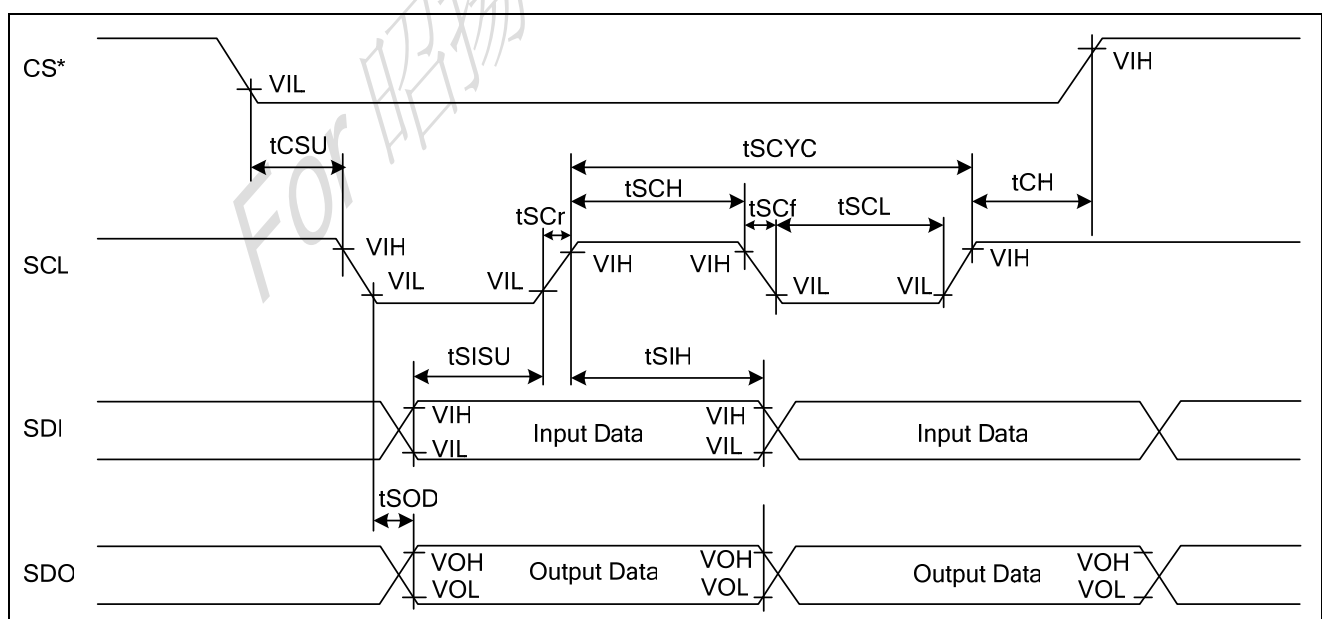 For 昭扬
CS*
VIL
VIH
tCSU
tSCYC
tSCH
tCH
tSCr
tSCf
tSCL
SCL
VIH
VIL
VIL
VIH
VIH
VIL
VIL
VIH
tSISU
tSIH
SDI
VIH
VIL
Input Data
VIH
VIL
Input Data
tSOD
SDO
VOH
VOL
Output Data
VOH
VOL
Output Data
VOH
VOL